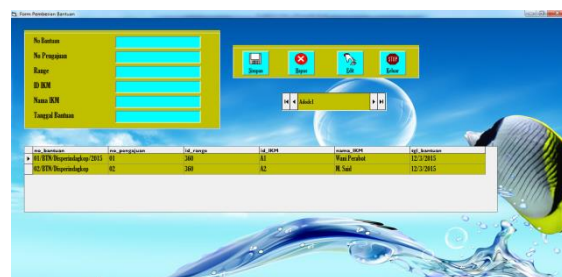 Form Pemberian Bantuan
No Bantuan
No Pengajuan
Range
ID IKM
Nama IKM
Tanggal Bantuan
Simpan Hapus Edit Keluar
Adodc1
no_bantuan no_pengajuan id_range id_IKM nama_IKM tgl_bantuan
01/BTN/Disperindagkop/2015 01 360 A1 Wani Perabot 12/3/2015
02/BTN/Disperindagkop 02 360 A2 M. Said 12/3/2015